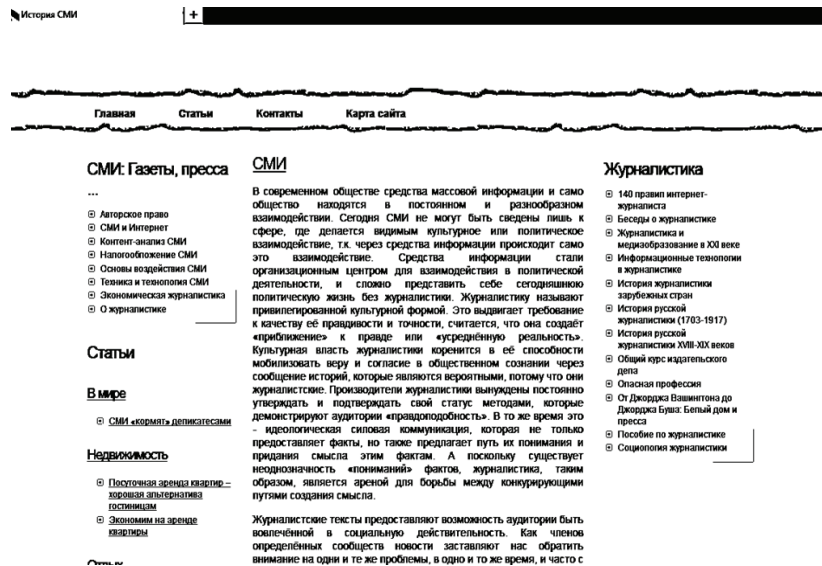 История СМИ
+
Главная Статьи Контакты Карта сайта
СМИ: Газеты, пресса
...
Авторское право
СМИ и Интернет
Контент-анализ СМИ
Налогообложение СМИ
Основы воздействия СМИ
Техника и технология СМИ
Экономическая журналистика
О журналистике
Статьи
В мире
СМИ «кормят» деликатесами
Недвижимость
Посуточная аренда квартир –
хорошая альтернатива
гостиницам
Экономим на аренде
квартиры
Отдых
СМИ
В современном обществе средства массовой информации и само
общество находятся в постоянном и разнообразном
взаимодействии. Сегодня СМИ не могут быть сведены лишь к
сфере, где делается видимым культурное или политическое
взаимодействие, т.к. через средства информации происходит само
это взаимодействие. Средства информации стали
организационным центром для взаимодействия в политической
деятельности, и сложно представить себе сегодняшнюю
политическую жизнь без журналистики. Журналистику называют
привилегированной культурной формой. Это выдвигает требование
к качеству её правдивости и точности, считается, что она создаёт
«приближение» к правде или «усреднённую реальность».
Культурная власть журналистики коренится в её способности
мобилизовать веру и согласие в общественном сознании через
сообщение историй, которые являются вероятными, потому что они
журналистские. Производители журналистики вынуждены постоянно
утверждать и подтверждать свой статус методами, которые
демонстрируют аудитории «правдоподобность». В то же время это
- идеологическая силовая коммуникация, которая не только
предоставляет факты, но также предлагает путь их понимания и
придания смысла этим фактам. А поскольку существует
неоднозначность «пониманий» фактов, журналистика, таким
образом, является ареной для борьбы между конкурирующими
путями создания смысла.
Журналистские тексты предоставляют возможность аудитории быть
вовлечённой в социальную действительность. Как членов
определённых сообществ новости заставляют нас обратить
внимание на одни и те же проблемы, в одно и то же время, и часто с
Журналистика
140 правил интернет-
журналиста
Беседы о журналистике
Журналистика и
медиаобразование в XXI веке
Информационные технологии
в журналистике
История журналистики
зарубежных стран
История русской
журналистики (1703-1917)
История русской
журналистики XVIII-XIX веков
Общий курс издательского
дела
Опасная профессия
От Джорджа Вашингтона до
Джорджа Буша: Белый дом и
пресса
Пособие по журналистике
Социология журналистики